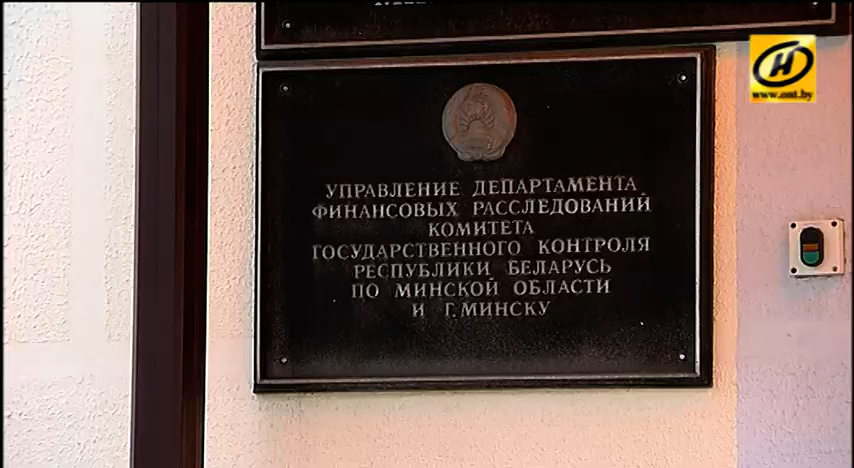 www.ont.by
УПРАВЛЕНИЕ ДЕПАРТАМЕНТА
ФИНАНСОВЫХ РАССЛЕДОВАНИЙ
КОМИТЕТА
ГОСУДАРСТВЕННОГО КОНТРОЛЯ
РЕСПУБЛИКИ БЕЛАРУСЬ
ПО МИНСКОЙ ОБЛАСТИ
И Г.МИНСКУ